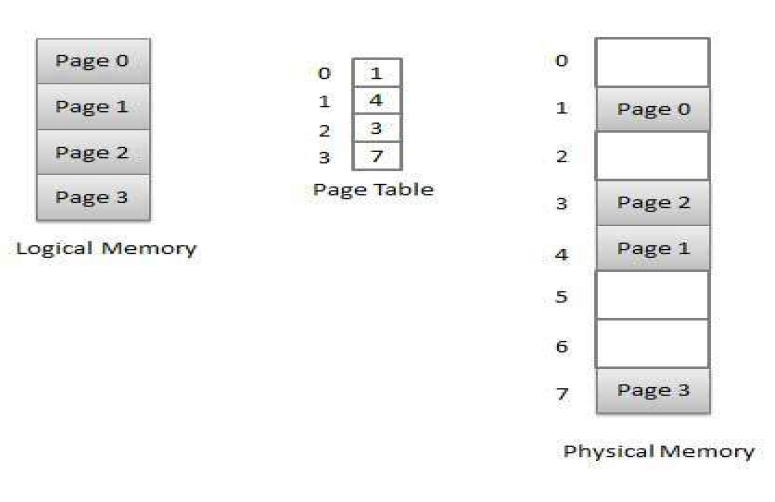 Page 0
Page 1
Page 2
Page 3
Logical Memory
0 1
1 4
2 3
3 7
Page Table
0
1 Page 0
2
3 Page 2
4 Page 1
5
6
7 Page 3
Physical Memory